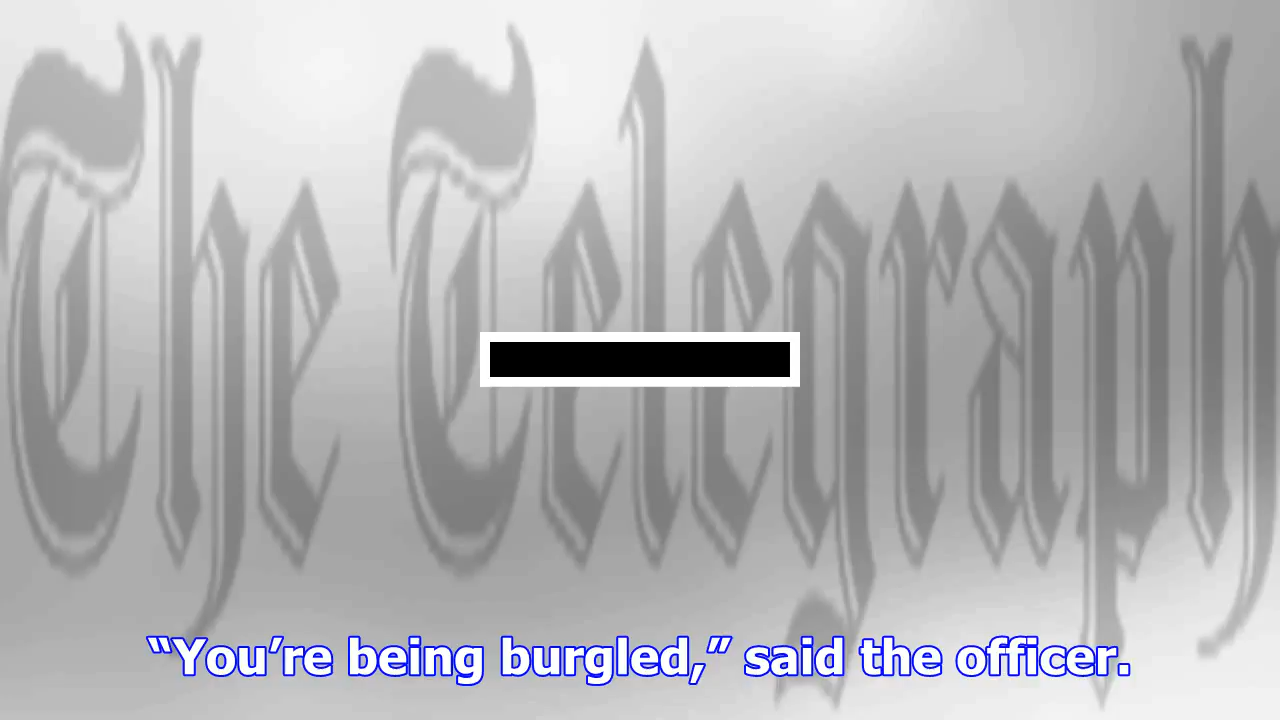 The Telegraph
“You’re being burgled,” said the officer.